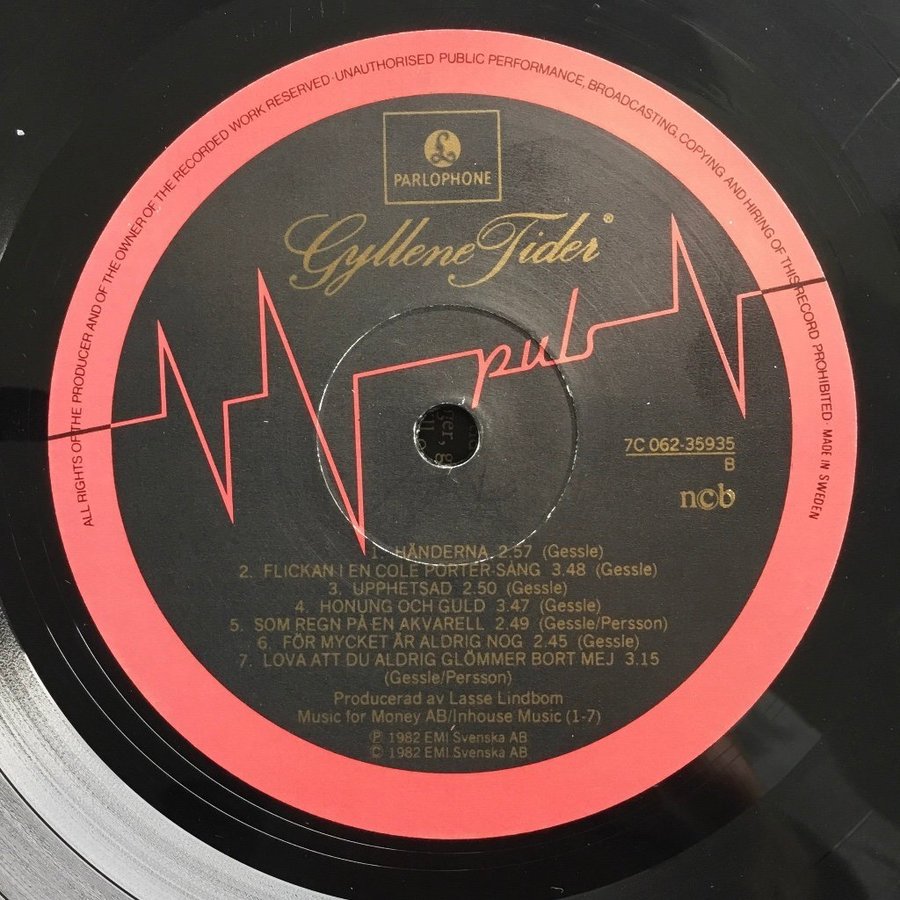 ALL RIGHTS OF THE PRODUCER AND OF THE OWNER OF THE RECORDED WORK RESERVED·UNAUTHORISED PUBLIC PERFORMANCE, BROADCASTING, COPYING AND HIRING OF THIS RECORD PROHIBITED · MADE IN SWEDEN
£
PARLOPHONE
Gyllene Tider®
pub
7C 062-35935
B
ncb
1. HÄNDERNA 2.57 (Gessle)
2. FLICKAN I EN COLE PORTER-SÅNG 3.48 (Gessle)
3. UPPHETSAD 2.50 (Gessle)
4. HONUNG OCH GULD 3.47 (Gessle)
5. SOM REGN PÅ EN AKVARELL 2.49 (Gessle/Persson)
6. FÖR MYCKET ÄR ALDRIG NOG 2.45 (Gessle)
7. LOVA ATT DU ALDRIG GLÖMMER BORT MEJ 3.15
(Gessle/Persson)
Producerad av Lasse Lindbom
Music for Money AB/Inhouse Music (1-7)
℗ 1982 EMI Svenska AB
© 1982 EMI Svenska AB